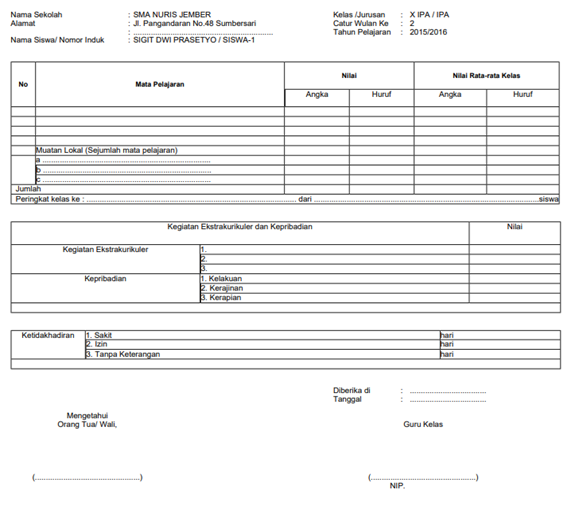 Nama Sekolah : SMA NURIS JEMBER Kelas /Jurusan : X IPA / IPA
Alamat : Jl. Pangandaran No.48 Sumbersari Catur Wulan Ke : 2
: ................................................ Tahun Pelajaran : 2015/2016
Nama Siswa/ Nomor Induk : SIGIT DWI PRASETYO / SISWA-1
No Mata Pelajaran Nilai Nilai Rata-rata Kelas
Angka Huruf Angka Huruf
Muatan Lokal (Sejumlah mata pelajaran)
a ................................................
b ................................................
c ................................................
Jumlah
Peringkat kelas ke : ................................................ dari ................................................siswa
Kegiatan Ekstrakurikuler dan Kepribadian Nilai
Kegiatan Ekstrakurikuler 1.
2.
3.
Kepribadian 1. Kelakuan
2. Kerajinan
3. Kerapian
Ketidakhadiran 1. Sakit hari
2. Izin hari
3. Tanpa Keterangan hari
Diberika di : ................................
Tanggal : ................................
Mengetahui
Orang Tua/ Wali, Guru Kelas
(................................................) (................................................)
NIP.